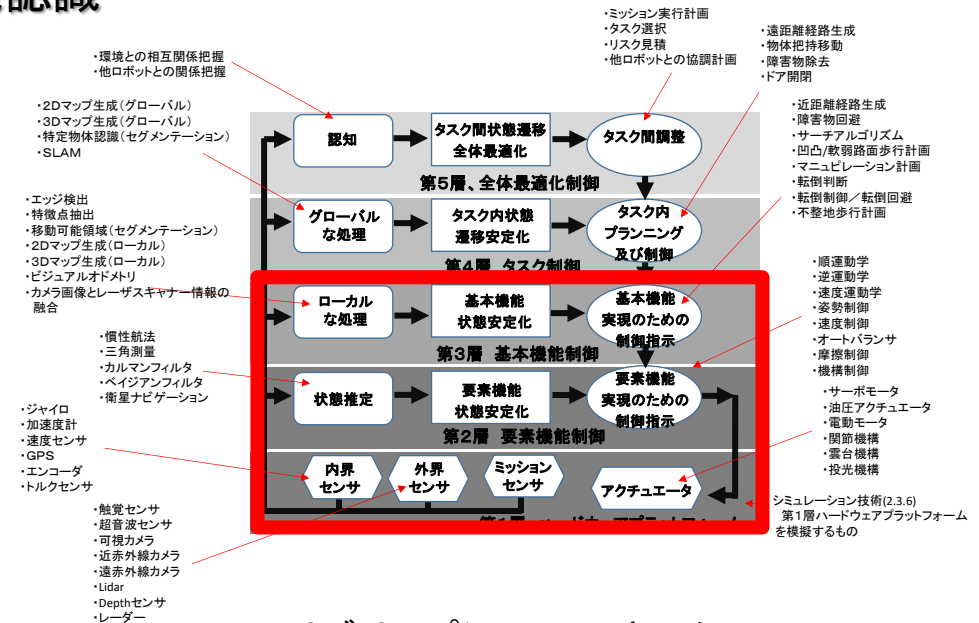 認識
・ミッション実行計画
・タスク選択
・リスク見積
・他ロボットとの協調計画
・遠距離経路生成
・物体把持移動
・障害物除去
・ドア開閉
・環境との相互関係把握
・他ロボットとの関係把握
・2Dマップ生成(グローバル)
・3Dマップ生成(グローバル)
・特定物体認識(セグメンテーション)
・SLAM
・近距離経路生成
・障害物回避
・サーチアルゴリズム
・凹凸/軟弱路面歩行計画
・マニュピレーション計画
・転倒判断
・転倒制御／転倒回避
・不整地歩行計画
認知
タスク間状態遷移
全体最適化
タスク間調整
第5層、全体最適化制御
・エッジ検出
・特徴点抽出
・移動可能領域(セグメンテーション)
・2Dマップ生成(ローカル)
・3Dマップ生成(ローカル)
・ビジュアルオドメトリ
・カメラ画像とレーザスキャナー情報の
融合
グローバル
な処理
タスク内状態
遷移安定化
タスク内
プランニング
及び制御
第4層 タスク制御
・順運動学
・逆運動学
・速度運動学
・姿勢制御
・速度制御
・オートバランサ
・摩擦制御
・機構制御
ローカル
な処理
基本機能
状態安定化
基本機能
実現のための
制御指示
第3層 基本機能制御
・慣性航法
・三角測量
・カルマンフィルタ
・ベイジアンフィルタ
・衛星ナビゲーション
状態推定
要素機能
状態安定化
要素機能
実現のための
制御指示
第2層 要素機能制御
・サーボモータ
・油圧アクチュエータ
・電動モータ
・関節機構
・雲台機構
・投光機構
・ジャイロ
・加速度計
・速度センサ
・GPS
・エンコーダ
・トルクセンサ
内界
センサ
外界
センサ
ミッション
センサ
アクチュエータ
シミュレーション技術(2.3.6)
第1層ハードウェアプラットフォーム
を模擬するもの
・触覚センサ
・超音波センサ
・可視カメラ
・近赤外線カメラ
・遠赤外線カメラ
・Lidar
・Depthセンサ
・レーダー